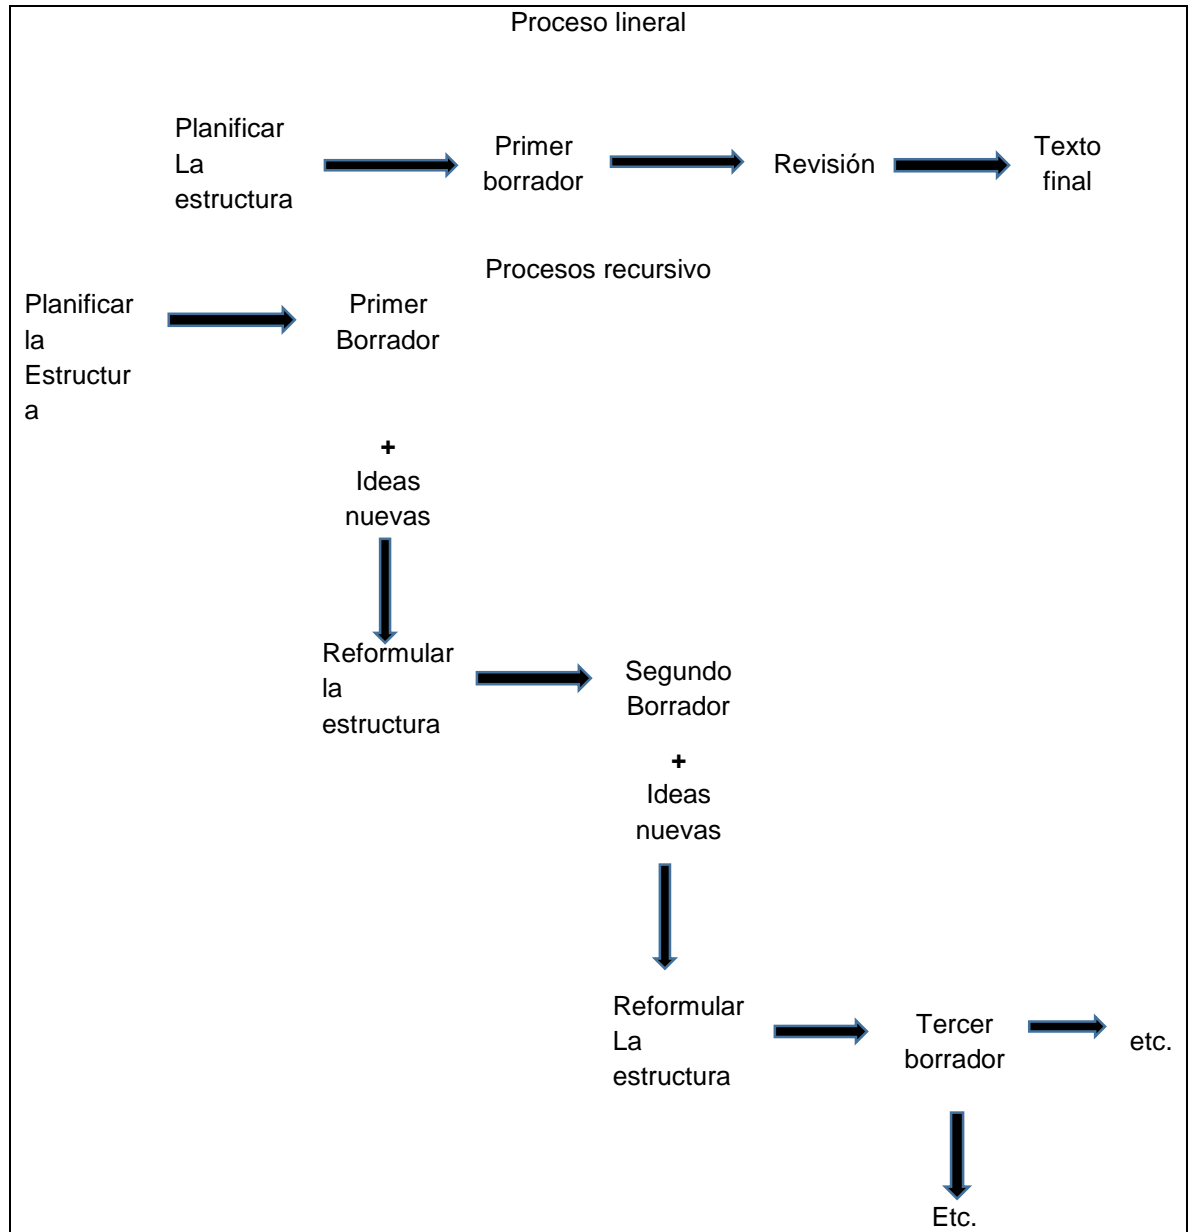 Proceso lineral
Planificar
La
estructura
Primer
borrador
Revisión
Texto
final
Procesos recursivo
Planificar
la
Estructur
a
Primer
Borrador
+
Ideas
nuevas
Reformular
la
estructura
Segundo
Borrador
+
Ideas
nuevas
Reformular
La
estructura
Tercer
borrador
etc.
Etc.